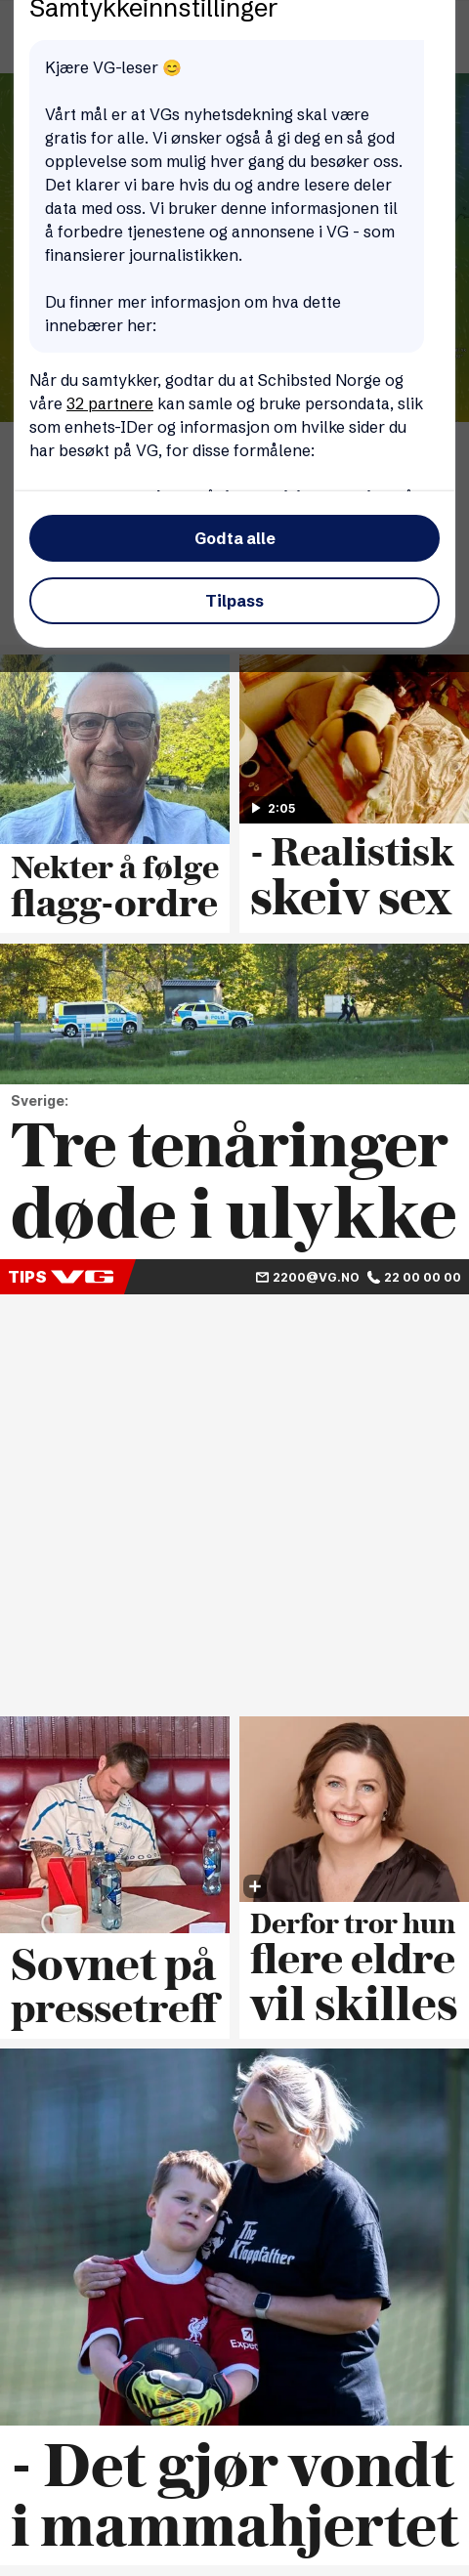 Samtykkeinnstillinger
Kjære VG-leser 😊
Vårt mål er at VGs nyhetsdekning skal være
gratis for alle. Vi ønsker også å gi deg en så god
opplevelse som mulig hver gang du besøker oss.
Det klarer vi bare hvis du og andre lesere deler
data med oss. Vi bruker denne informasjonen til
å forbedre tjenestene og annonsene i VG - som
finansierer journalistikken.
Du finner mer informasjon om hva dette
innebærer her:
Når du samtykker, godtar du at Schibsted Norge og
våre 32 partnere kan samle og bruke persondata, slik
som enhets-IDer og informasjon om hvilke sider du
har besøkt på VG, for disse formålene:
Godta alle
Tilpass
2:05
Nekter å følge
flagg-ordre
- Realistisk
skeiv sex
POLIS
POLIS
Sverige:
Tre tenåringer
døde i ulykke
TIPS VG
2200@VG.NO 22 00 00 00
Sovnet på
pressetreff
Derfor tror hun
flere eldre
vil skilles
The
Kloppfather
Exped
- Det gjør vondt
i mammahjertet